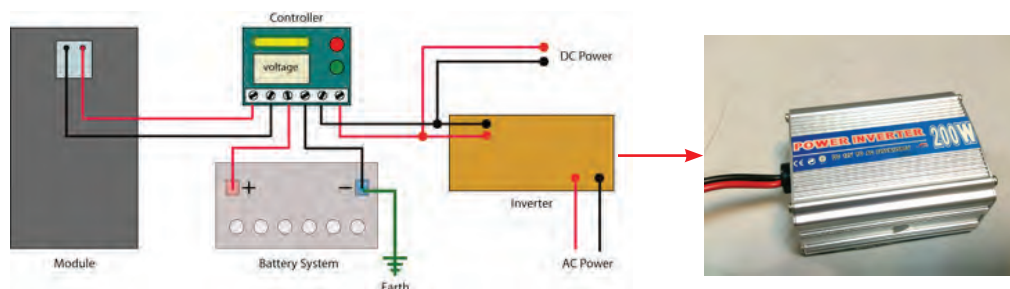 Controller
voltage
DC Power
+
−
Inverter
Module
Battery System
AC Power
Earth
POWER INVERTER
200W